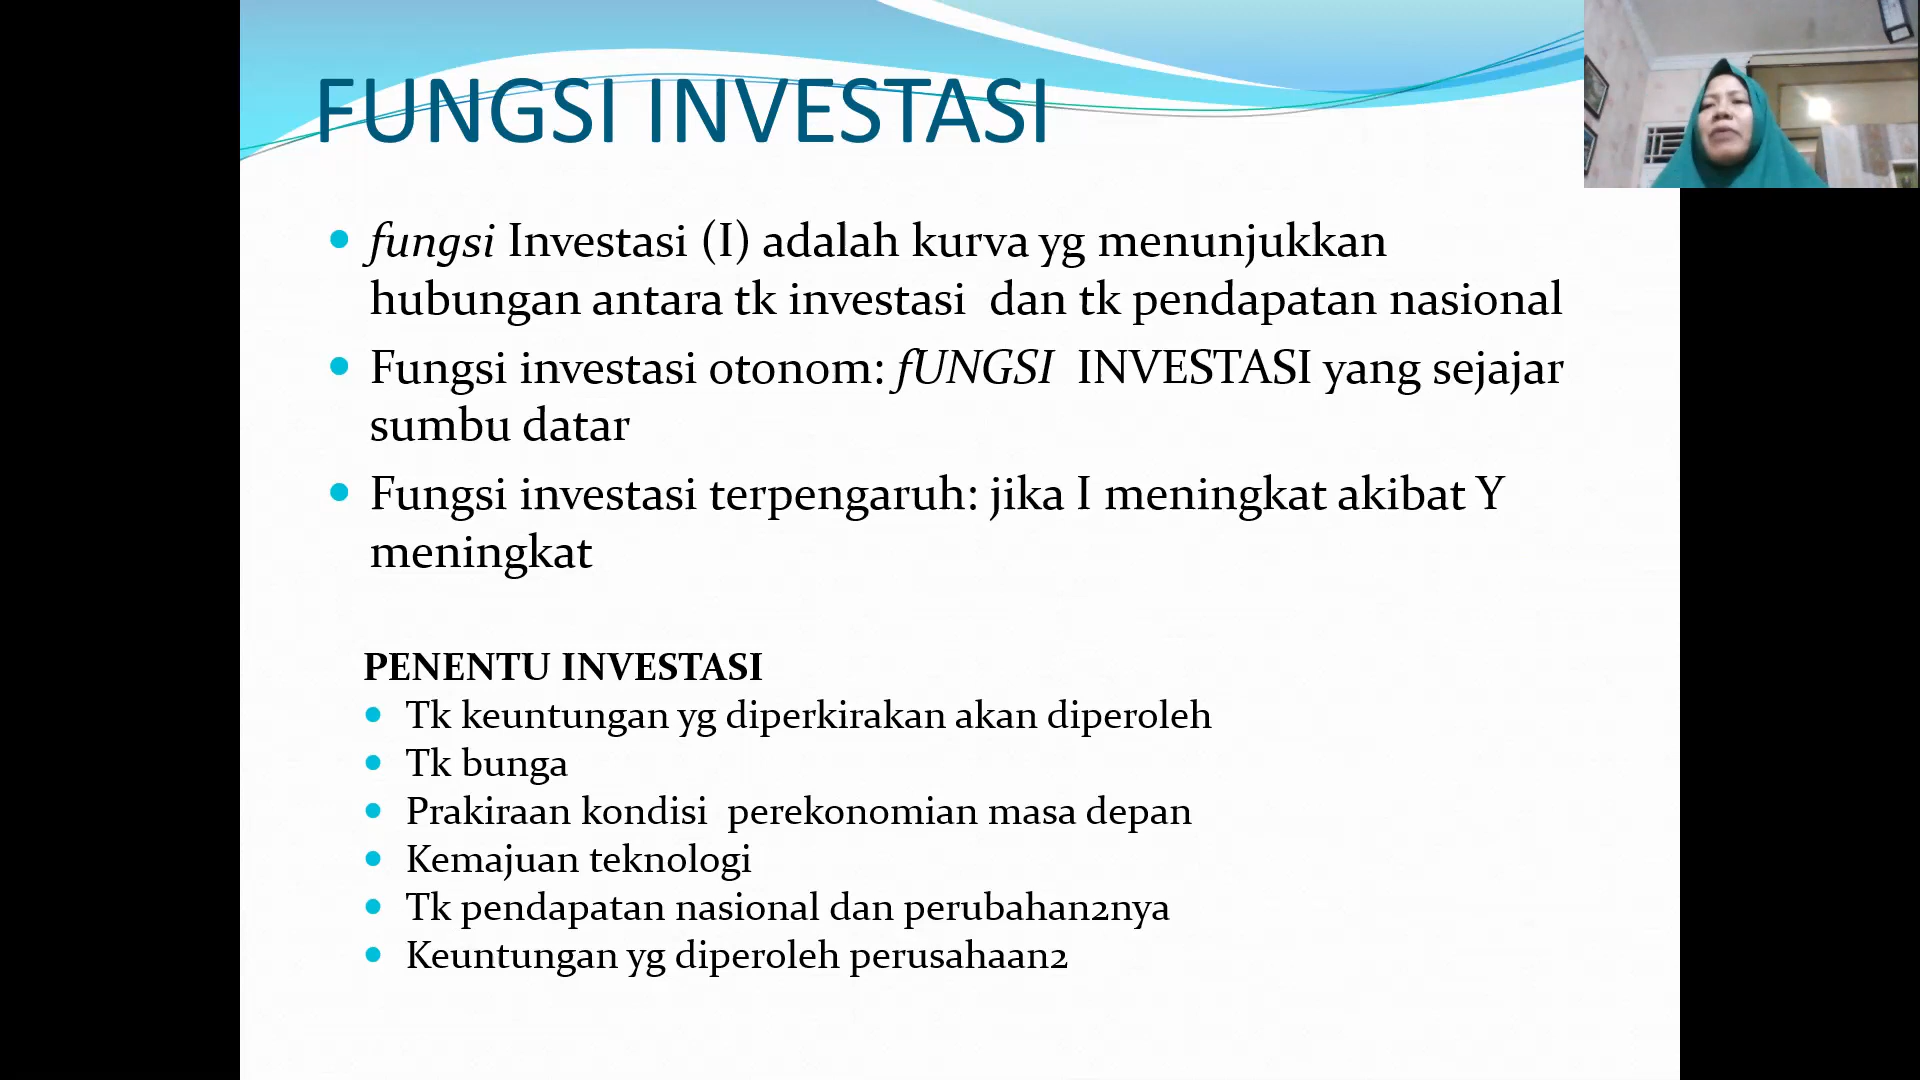 FUNGSI INVESTASI
fungsi Investasi (I) adalah kurva yg menunjukkan
hubungan antara tk investasi dan tk pendapatan nasional
Fungsi investasi otonom: fUNGSI INVESTASI yang sejajar
sumbu datar
Fungsi investasi terpengaruh: jika I meningkat akibat Y
meningkat
PENENTU INVESTASI
Tk keuntungan yg diperkirakan akan diperoleh
Tk bunga
Prakiraan kondisi perekonomian masa depan
Kemajuan teknologi
Tk pendapatan nasional dan perubahan2nya
Keuntungan yg diperoleh perusahaan2